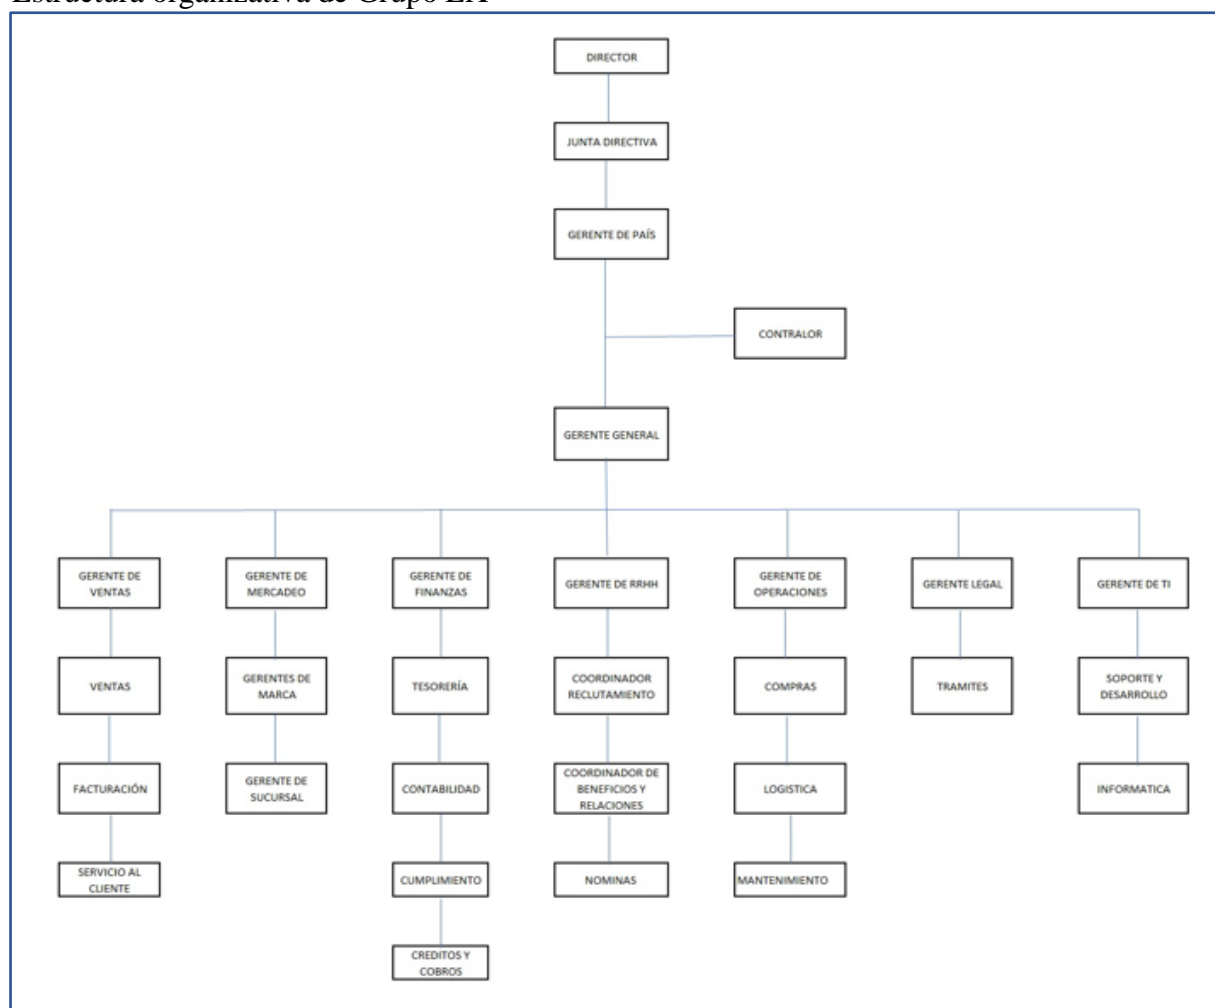 Estructura organizativa de Grupo
DIRECTOR
JUNTA DIRECTIVA
GERENTE DE PAÍS
CONTRALOR
GERENTE GENERAL
GERENTE DE
VENTAS
GERENTE DE
MERCADEO
GERENTE DE
FINANZAS
GERENTE DE RRHH
GERENTE DE
OPERACIONES
GERENTE LEGAL
GERENTE DE TI
VENTAS
GERENTES DE
MARCA
TESORERÍA
COORDINADOR
RECLUTAMIENTO
COMPRAS
TRAMITES
SOPORTE Y
DESARROLLO
FACTURACIÓN
GERENTE DE
SUCURSAL
CONTABILIDAD
COORDINADOR DE
BENEFICIOS Y
RELACIONES
LOGISTICA
INFORMATICA
SERVICIO AL
CLIENTE
CUMPLIMIENTO
NOMINAS
MANTENIMIENTO
CREDITOS Y
COBROS